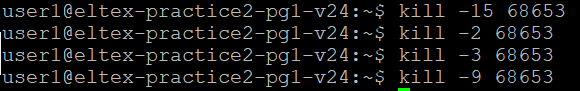 user1@eltex-practice2-pg1-v24:~$ kill -15 68653
user1@eltex-practice2-pg1-v24:~$ kill -2 68653
user1@eltex-practice2-pg1-v24:~$ kill -3 68653
user1@eltex-practice2-pg1-v24:~$ kill -9 68653